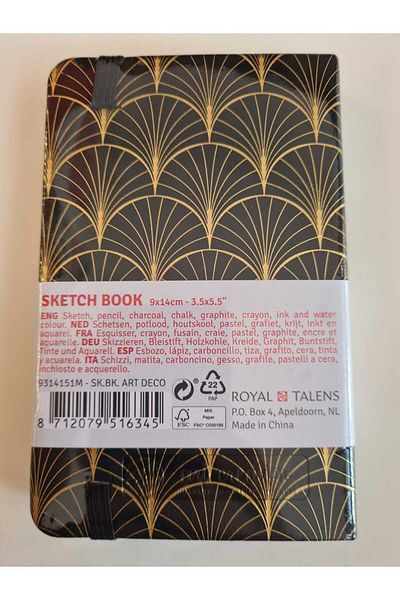 SKETCH BOOK 9x14cm - 3.5x5.5"
ENG Sketch, pencil, charcoal, chalk, graphite, crayon, ink and water
colour. NED Schetsen, potlood, houtskool, krijt, pastel, grafiet, krijt, inkt en
aquarel. FRA Esquisser, crayon, fusain, craie, pastel, graphite, encre et
aquarelle. DEU Skizzieren, Bleistift, Holzkohle, Kreide, Graphit, Buntstift,
Tinte und Aquarell. ESP Esbozo, lápiz, carboncillo, tiza, grafito, cera, tinta
y acuarela. ITA Schizzi, matita, carboncino, gesso, grafite, pastelli a cera,
inchiostro e acquerello.
9314151M - SK.BK. ART DECO
8 712079 516345
22
PAP
FSC
MIX
Paper
FSC® C030185
ROYAL TALENS
P.O. Box 4, Apeldoorn, NL
Made in China